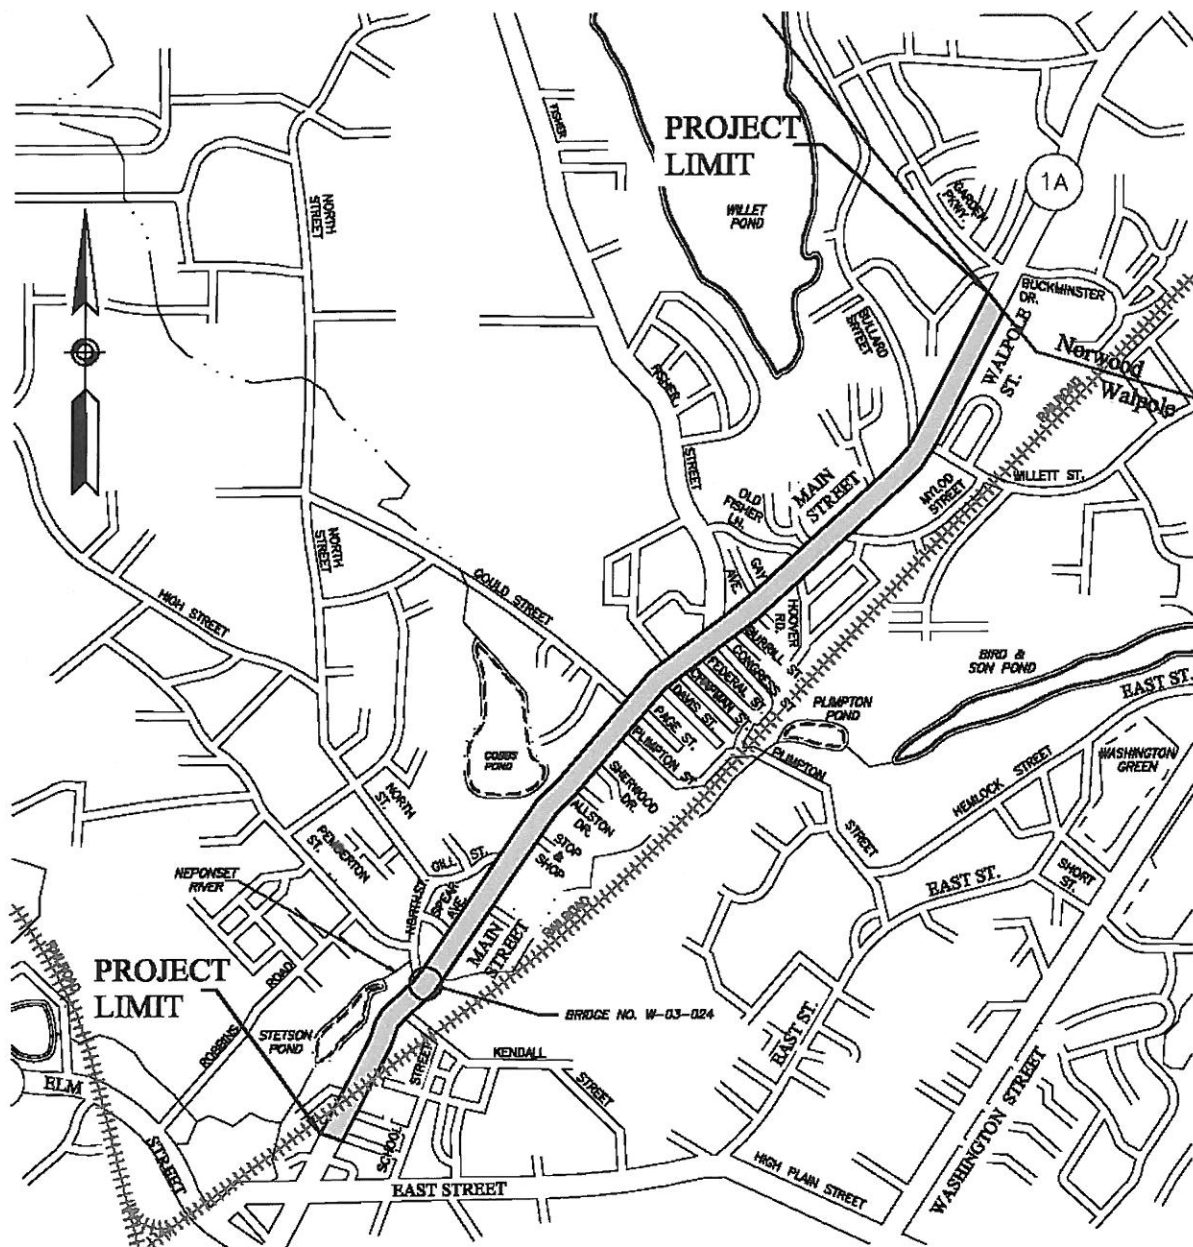 PROJECT
LIMIT
1A
FISHER
WILLET
POND
GARDEN
PKWY.
NORTH
STREET
BUCKMINSTER
DR.
BULLARD
SRTEET
WALPOLE
ST.
Norwood
Walpole
RAILROAD
FISHER
STREET
MAIN
STREET
OLD
FISHER
LN.
MYLOD
STREET
WILLETT ST.
NORTH
STREET
GOULD STREET
HIGH STREET
GAY
AVE.
HOOVER
RD.
BURRILL ST.
CONGRESS ST.
FEDERAL ST.
CHAPMAN ST.
DAVIS ST.
PAGE ST.
PLIMPTON ST.
BIRD &
SON POND
EAST ST.
PLIMPTON
POND
COBBS
POND
SHERWOOD
DR.
ALLSTON
DR.
STOP
&
SHOP
PLIMPTON
STREET
HEMLOCK STREET
WASHINGTON
GREEN
NORTH
ST.
PEMBERTON
ST.
GILL ST.
NEPONSET
RIVER
NORTH ST.
SPEAR
AVE.
EAST ST.
SHORT
ST.
MAIN
STREET
RAILROAD
RAILROAD
PROJECT
LIMIT
ROBBINS ROAD
STETSON
POND
BRIDGE NO. W-03-024
EAST ST.
KENDALL
STREET
SCHOOL STREET
ELM
STREET
EAST STREET
HIGH PLAIN STREET
WASHINGTON STREET